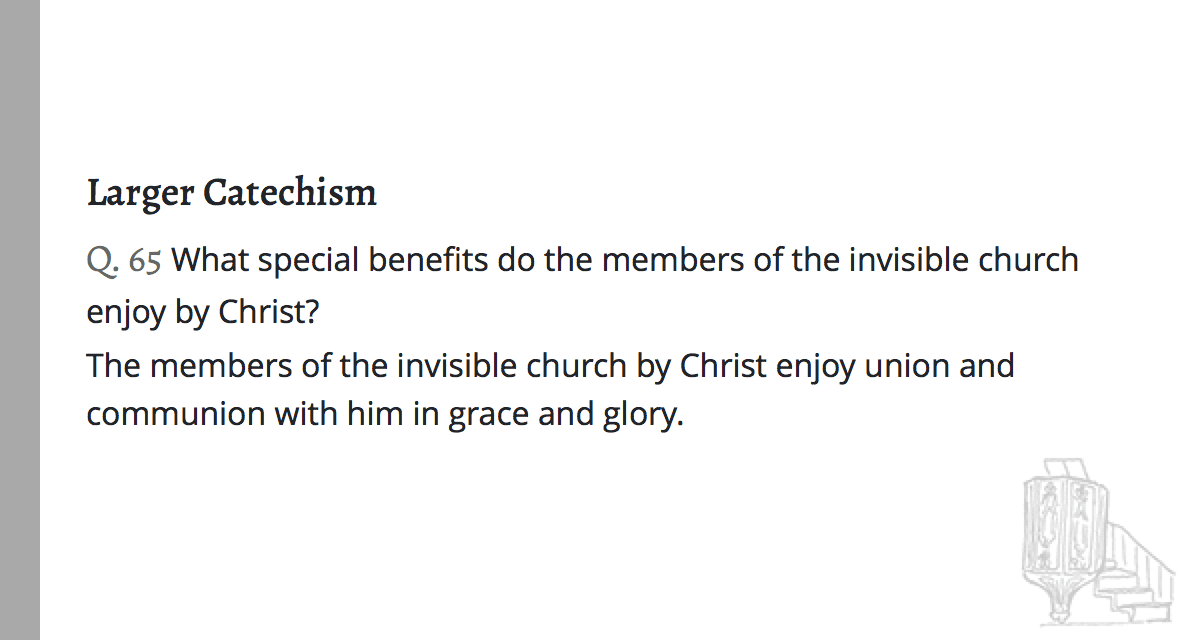 Larger Catechism
Q. 65 What special benefits do the members of the invisible church
enjoy by Christ?
The members of the invisible church by Christ enjoy union and
communion with him in grace and glory.